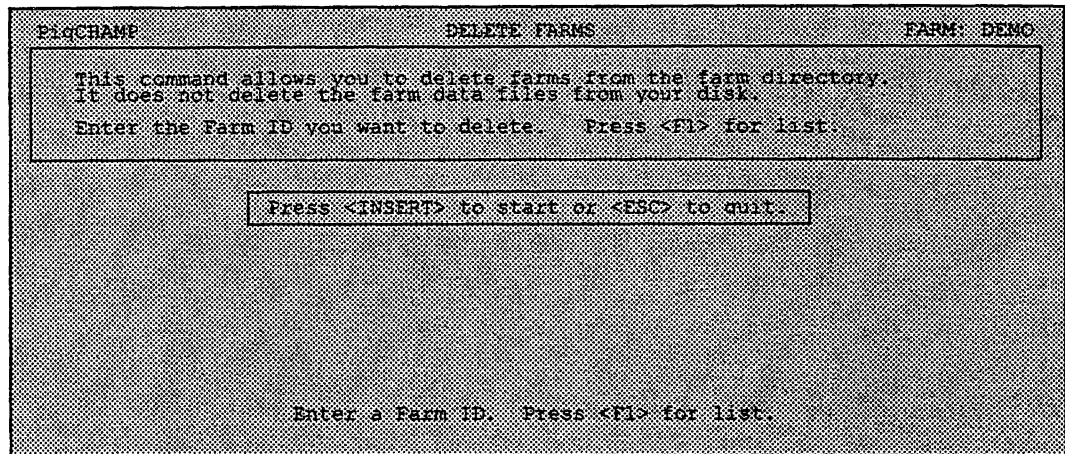 PigCHAMP DELETE FARMS FARM: DEMO
This command allows you to delete farms from the farm directory.
It does not delete the farm data files from your disk.
Enter the Farm ID you want to delete. Press <F1> for list.
Press <INSERT> to start or <ESC> to quit.
Enter a Farm ID. Press <F1> for list.